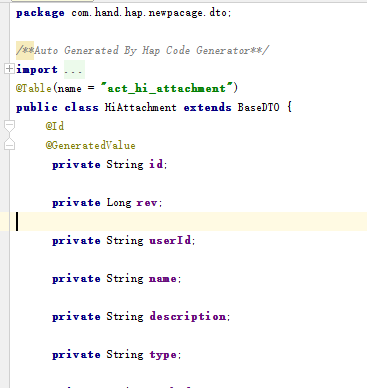 package com.hand.hap.newpacage.dto;
/**Auto Generated By Hap Code Generator**/
import ...
@Table(name = "act_hi_attachment")
public class HiAttachment extends BaseDTO {
@Id
@GeneratedValue
private String id;
private Long rev;
private String userId;
private String name;
private String description;
private String type;